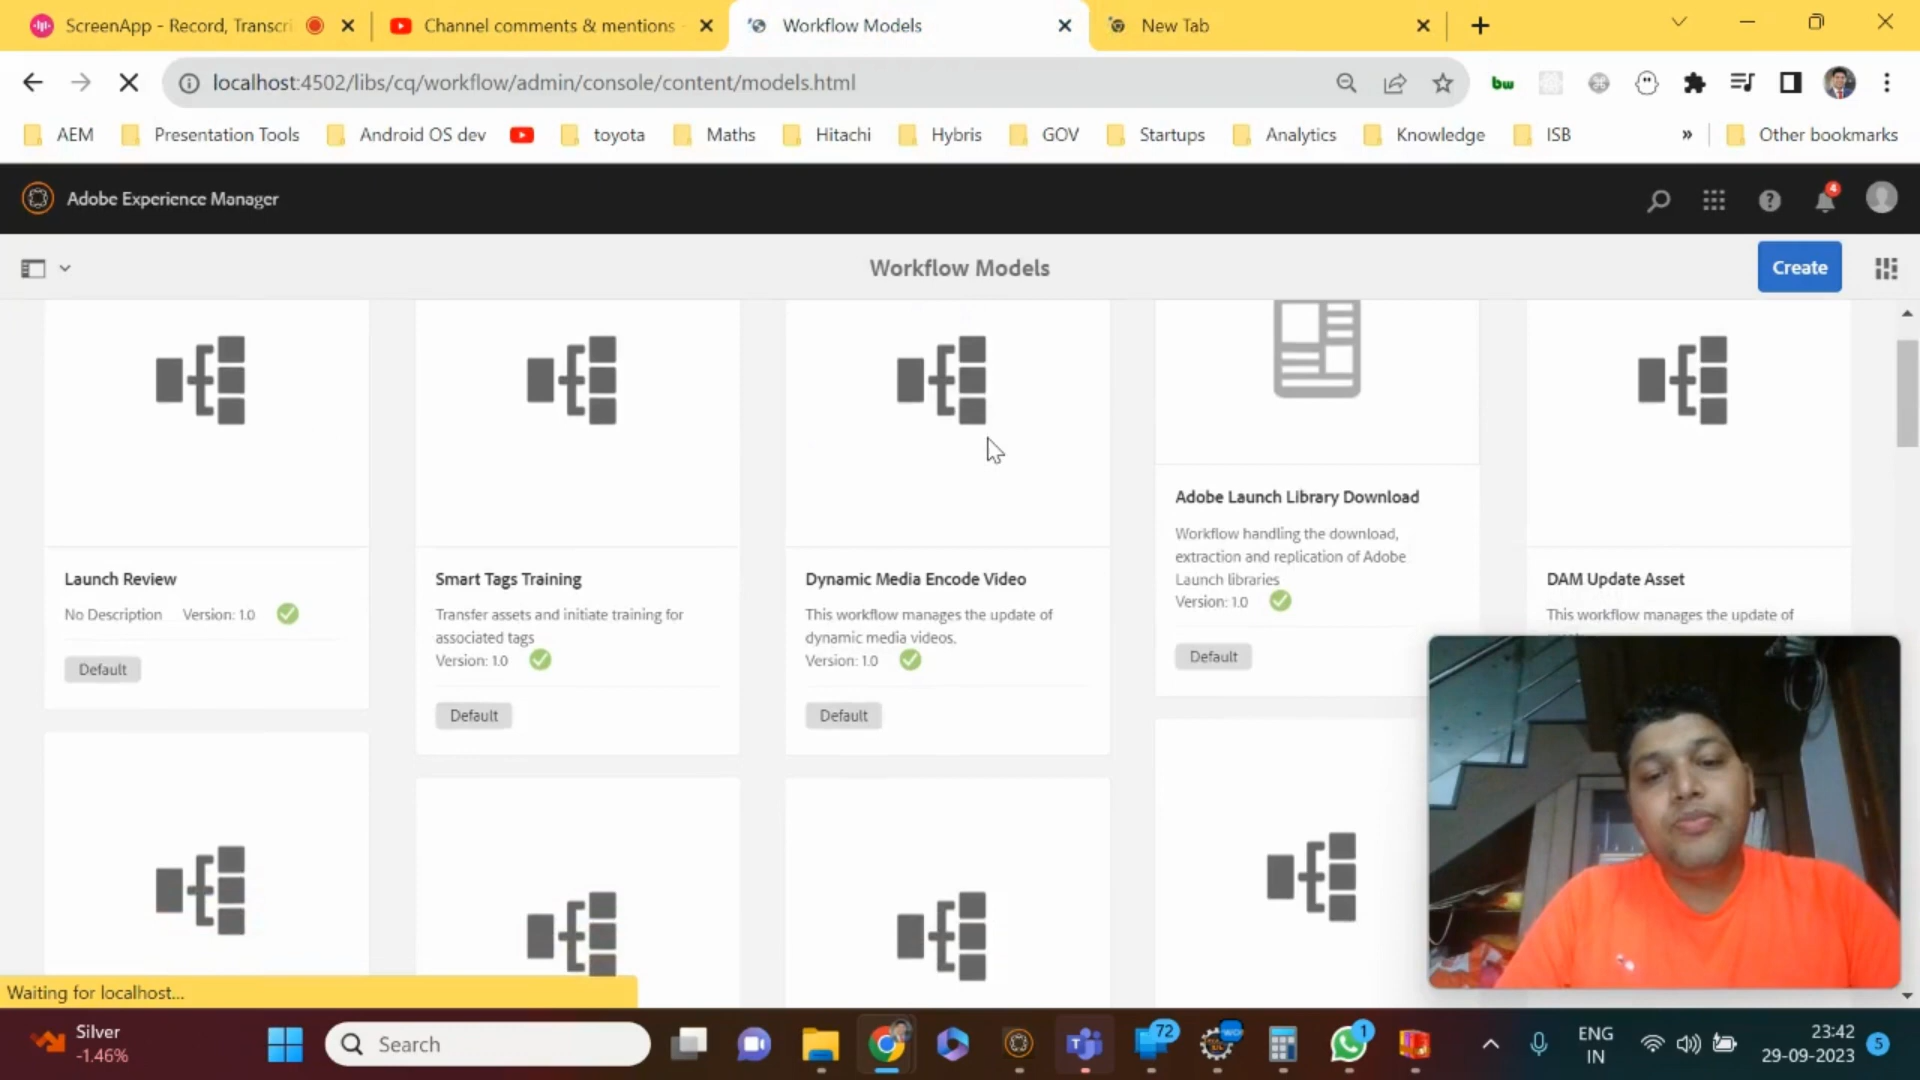 ScreenApp - Record, Transcri
Channel comments & mentions
Workflow Models
New Tab
localhost:4502/libs/cq/workflow/admin/console/content/models.html
bw
AEM
Presentation Tools
Android OS dev
toyota
Maths
Hitachi
Hybris
GOV
Startups
Analytics
Knowledge
ISB
»
Other bookmarks
Adobe Experience Manager
4
Workflow Models
Create
Launch Review
No Description Version: 1.0
Default
Smart Tags Training
Transfer assets and initiate training for
associated tags
Version: 1.0
Default
Dynamic Media Encode Video
This workflow manages the update of
dynamic media videos.
Version: 1.0
Default
Adobe Launch Library Download
Workflow handling the download,
extraction and replication of Adobe
Launch libraries
Version: 1.0
Default
DAM Update Asset
This workflow manages the update of
Waiting for localhost...
Silver
-1.46%
Search
72
1
ENG
IN
23:42
29-09-2023
5